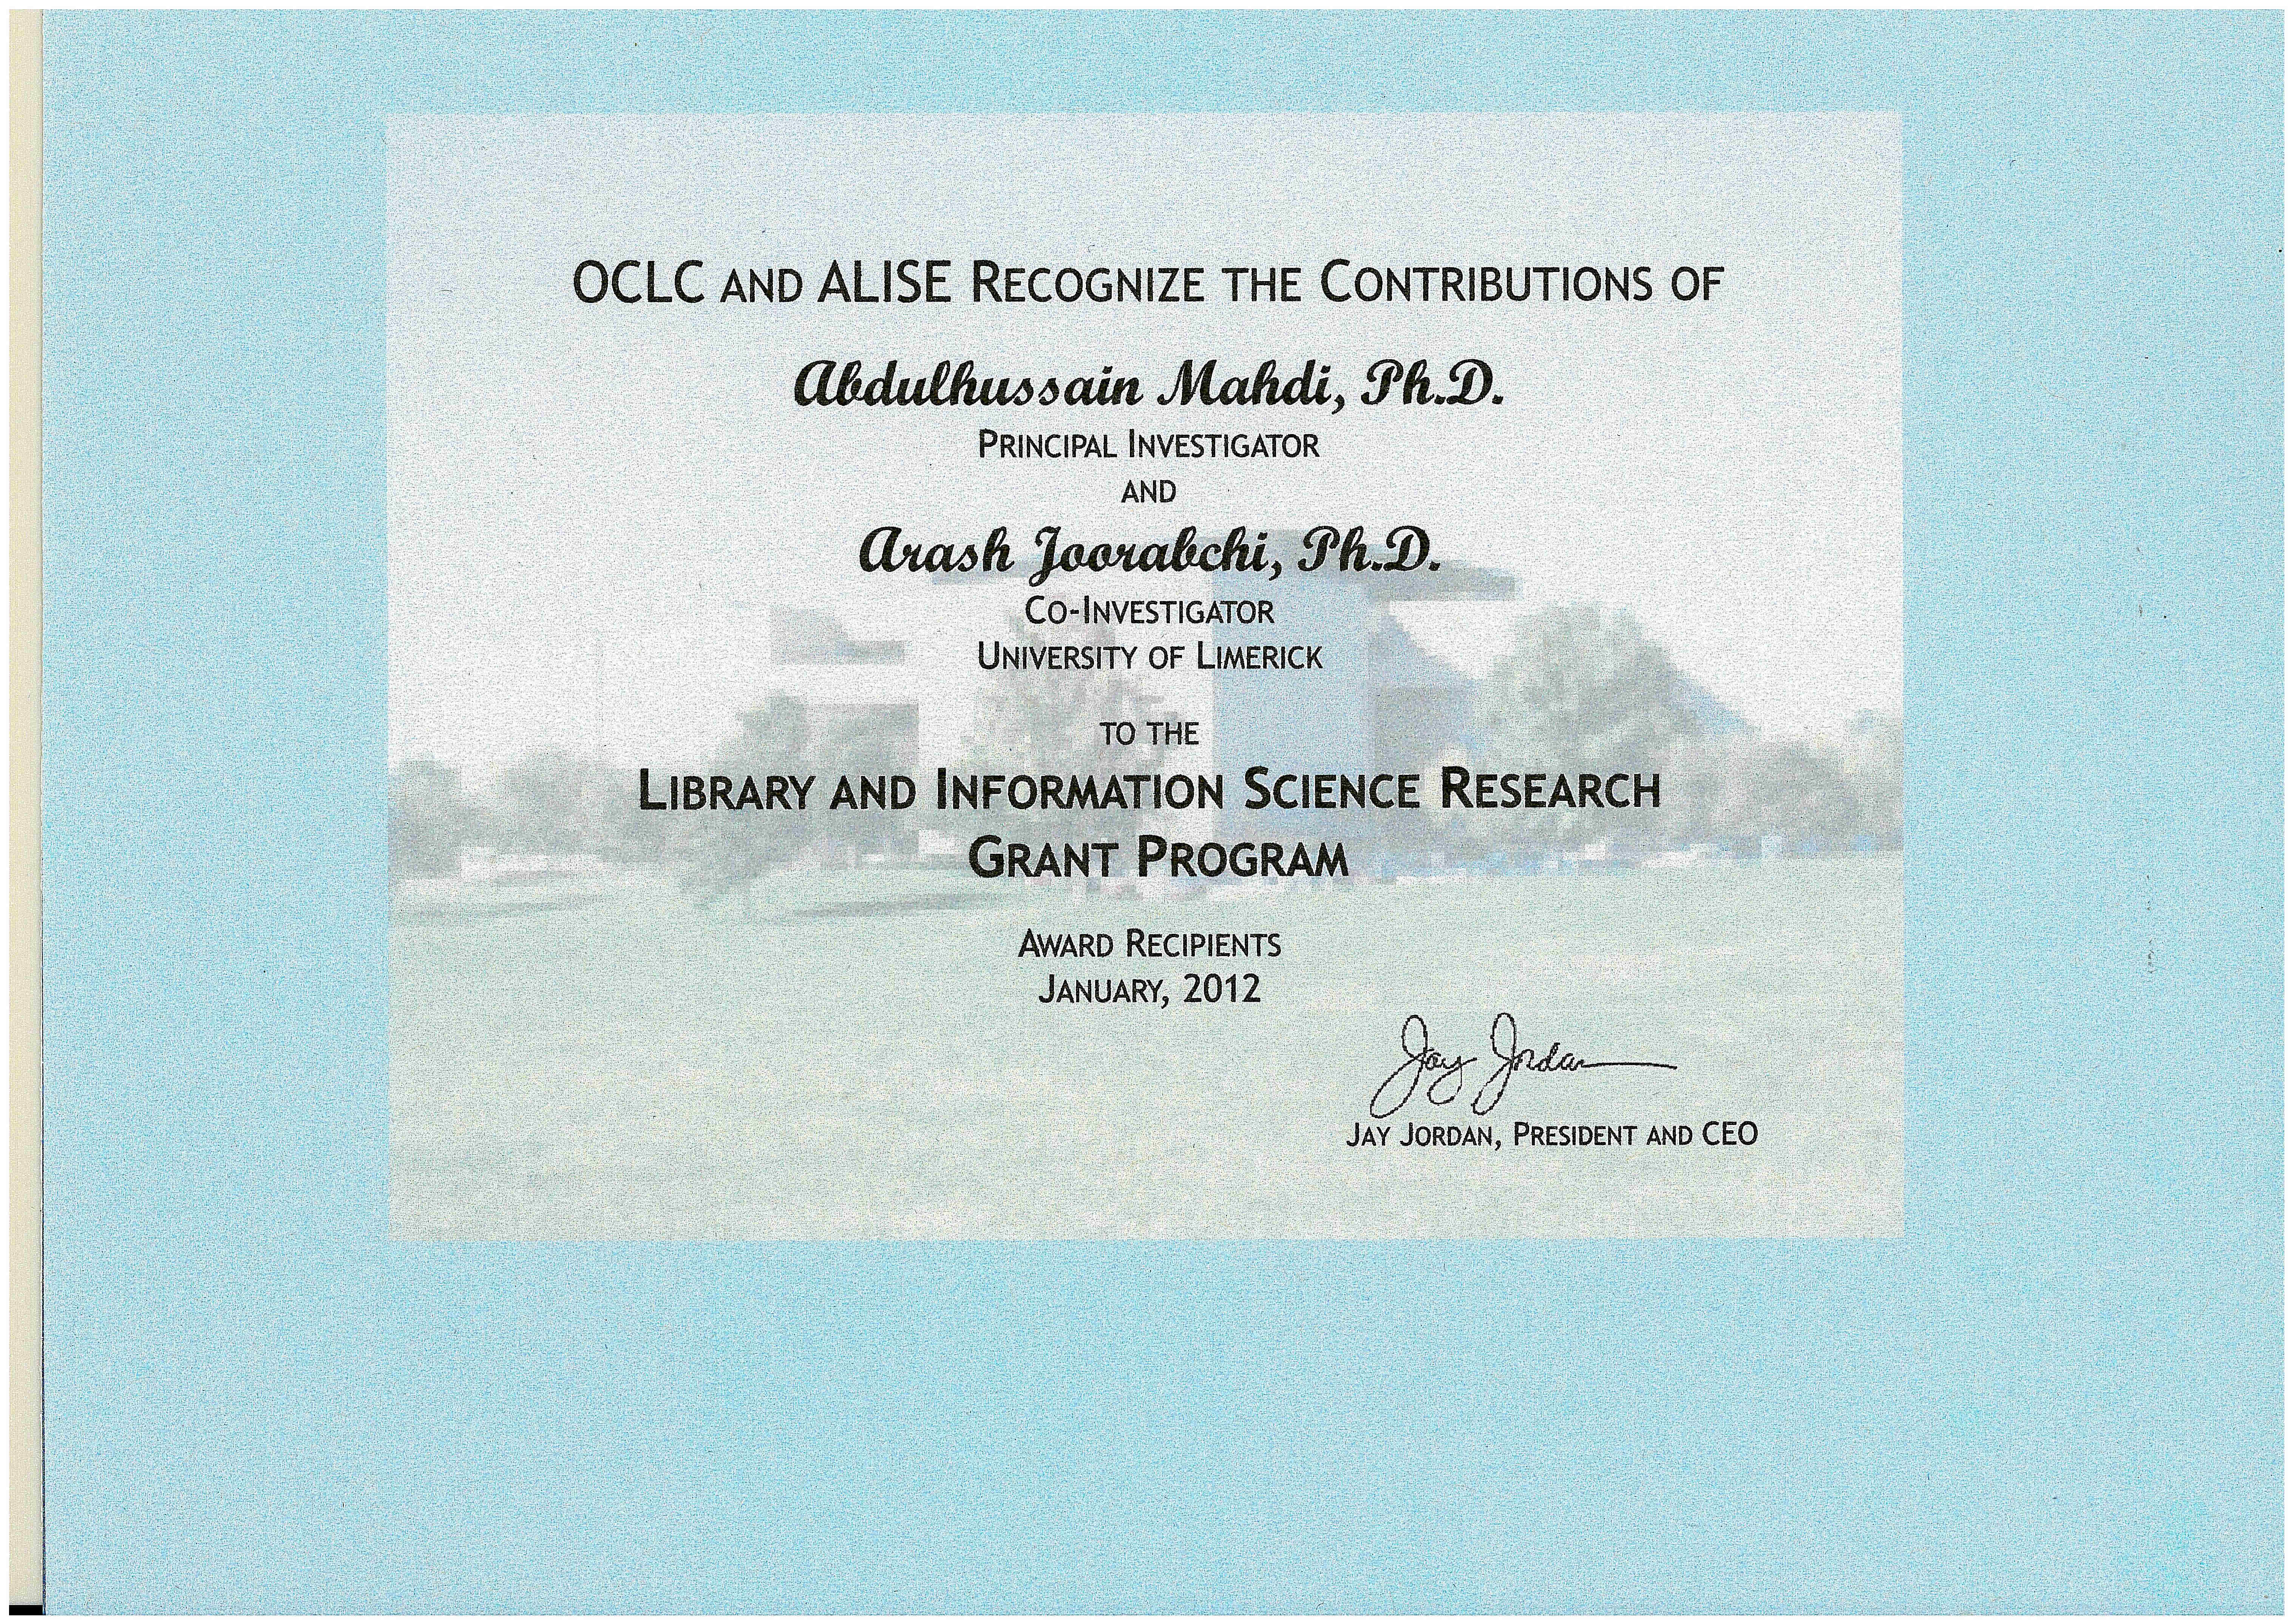 OCLC AND ALISE RECOGNIZE THE CONTRIBUTIONS OF
Abdulhussain Mahdi, Ph.D.
PRINCIPAL INVESTIGATOR
AND
Arash Joorabchi, Ph.D.
CO-INVESTIGATOR
UNIVERSITY OF LIMERICK
TO THE
LIBRARY AND INFORMATION SCIENCE RESEARCH
GRANT PROGRAM
AWARD RECIPIENTS
JANUARY, 2012
Jay Jordan
JAY JORDAN, PRESIDENT AND CEO